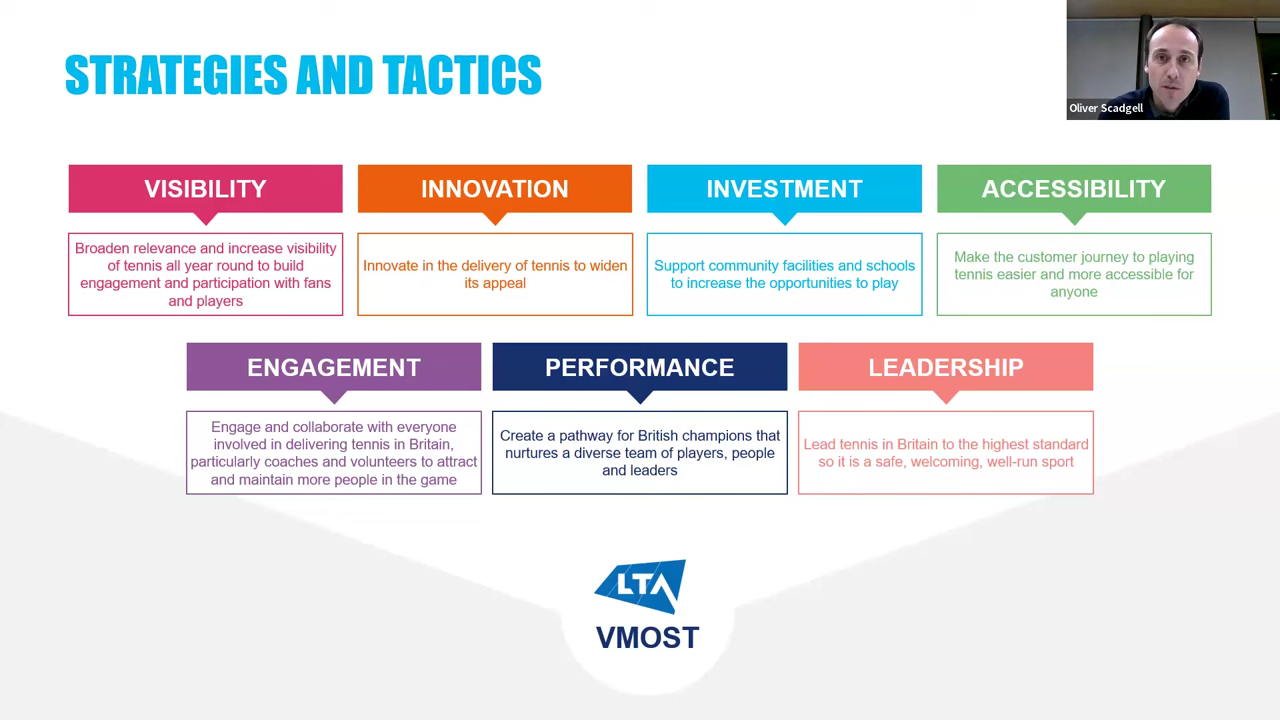 STRATEGIES AND TACTICS
Oliver Scadgell
VISIBILITY
Broaden relevance and increase visibility
of tennis all year round to build
engagement and participation with fans
and players
INNOVATION
Innovate in the delivery of tennis to widen
its appeal
INVESTMENT
Support community facilities and schools
to increase the opportunities to play
ACCESSIBILITY
Make the customer journey to playing
tennis easier and more accessible for
anyone
ENGAGEMENT
Engage and collaborate with everyone
involved in delivering tennis in Britain,
particularly coaches and volunteers to attract
and maintain more people in the game
PERFORMANCE
Create a pathway for British champions that
nurtures a diverse team of players, people
and leaders
LEADERSHIP
Lead tennis in Britain to the highest standard
so it is a safe, welcoming, well-run sport
LTA
VMOST